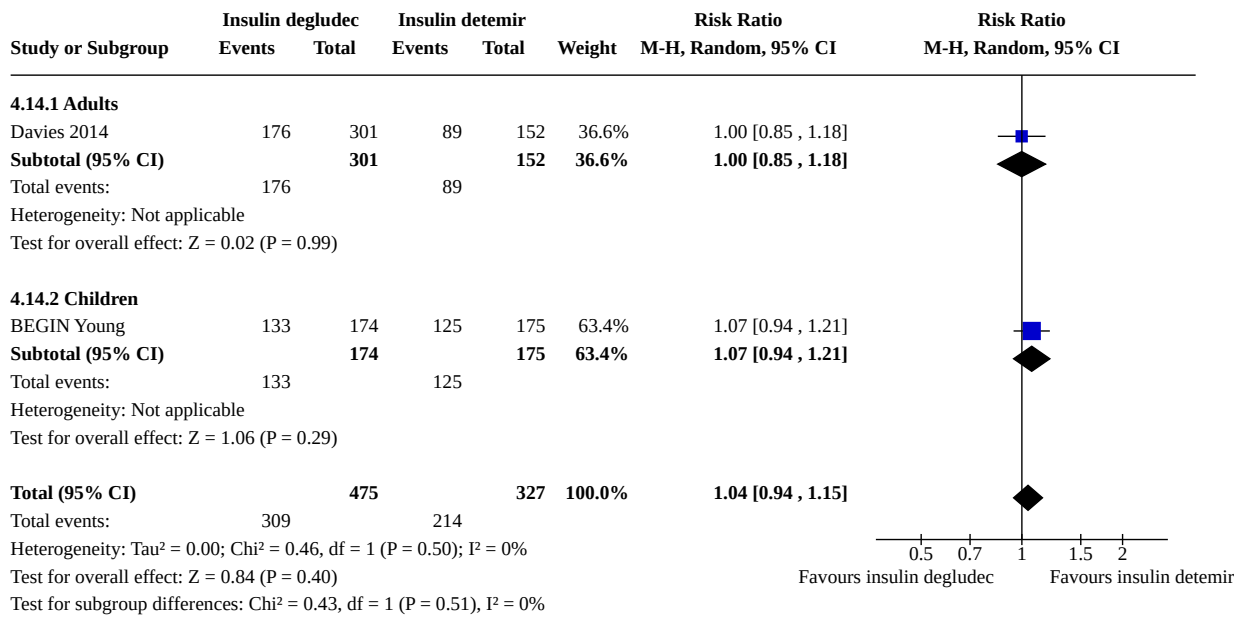 Insulin degludec Insulin detemir Risk Ratio Risk Ratio
Study or Subgroup Events Total Events Total Weight M-H, Random, 95% CI M-H, Random, 95% CI
4.14.1 Adults
Davies 2014 176 301 89 152 36.6% 1.00 [0.85 , 1.18]
Subtotal (95% CI) 301 152 36.6% 1.00 [0.85 , 1.18]
Total events: 176 89
Heterogeneity: Not applicable
Test for overall effect: Z = 0.02 (P = 0.99)
4.14.2 Children
BEGIN Young 133 174 125 175 63.4% 1.07 [0.94 , 1.21]
Subtotal (95% CI) 174 175 63.4% 1.07 [0.94 , 1.21]
Total events: 133 125
Heterogeneity: Not applicable
Test for overall effect: Z = 1.06 (P = 0.29)
Total (95% CI) 475 327 100.0% 1.04 [0.94 , 1.15]
Total events: 309 214
Heterogeneity: Tau² = 0.00; Chi² = 0.46, df = 1 (P = 0.50); I² = 0%
0.5 0.7 1 1.5 2
Test for overall effect: Z = 0.84 (P = 0.40)
Favours insulin degludec Favours insulin detemir
Test for subgroup differences: Chi² = 0.43, df = 1 (P = 0.51), I² = 0%